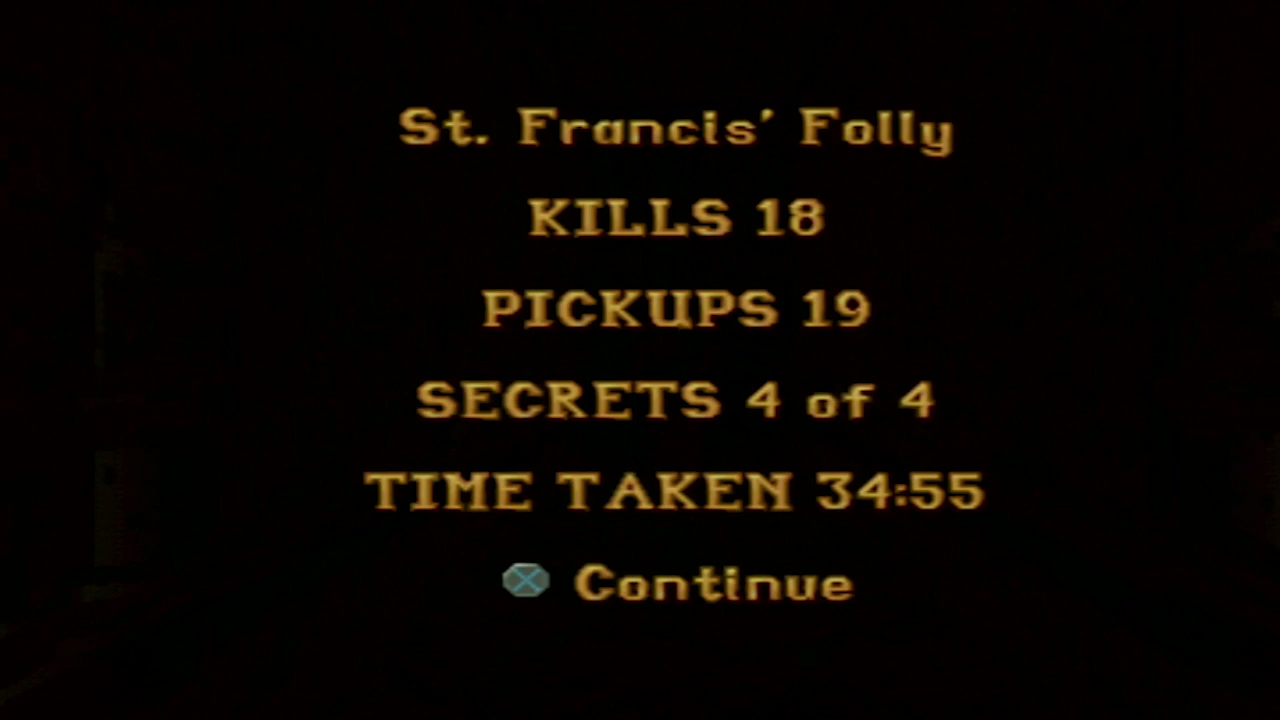 St. Francis' Folly
KILLS 18
PICKUPS 19
SECRETS 4 of 4
TIME TAKEN 34:55
Continue